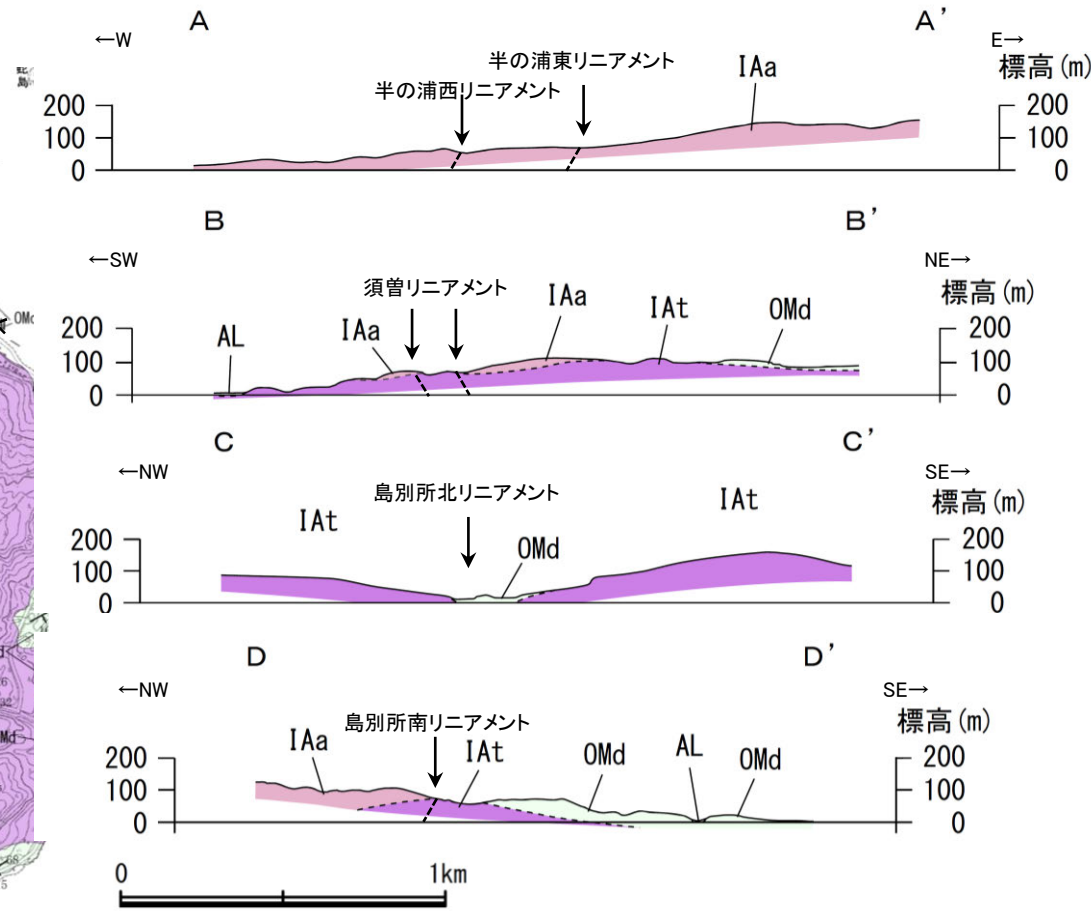 A A'
←W E→
半の浦東リニアメント
半の浦西リニアメント
IAa
標高(m)
200 200
100 100
0 0
B B'
←SW NE→
須曽リニアメント
標高(m)
AL IAa IAa IAt OMd
200 200
100 100
0 0
C C'
←NW SE→
島別所北リニアメント
標高(m)
IAt OMd IAt
200 200
100 100
0 0
D D'
←NW SE→
島別所南リニアメント
標高(m)
IAa IAt OMd AL OMd
200 200
100 100
0 0
0 1km